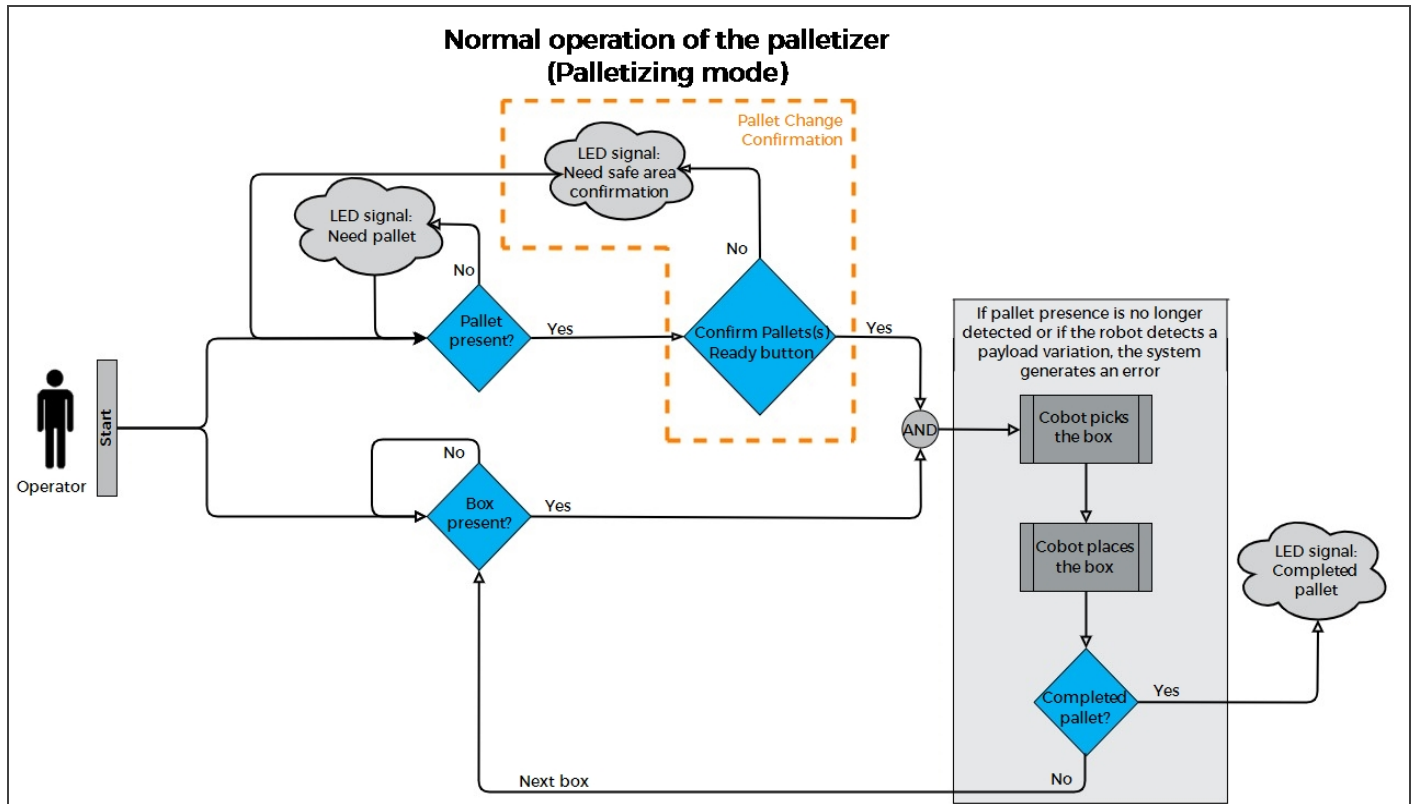 Normal operation of the palletizer
(Palletizing mode)
Pallet Change
Confirmation
LED signal:
Need safe area
confirmation
LED signal:
Need pallet
No
No
Pallet
present?
Yes
Confirm Pallets(s)
Ready button
Yes
If pallet presence is no longer
detected or if the robot detects a
payload variation, the system
generates an error
Operator
Start
AND
Cobot picks
the box
No
Box
present?
Yes
Cobot places
the box
LED signal:
Completed
pallet
Completed
pallet?
Yes
No
Next box